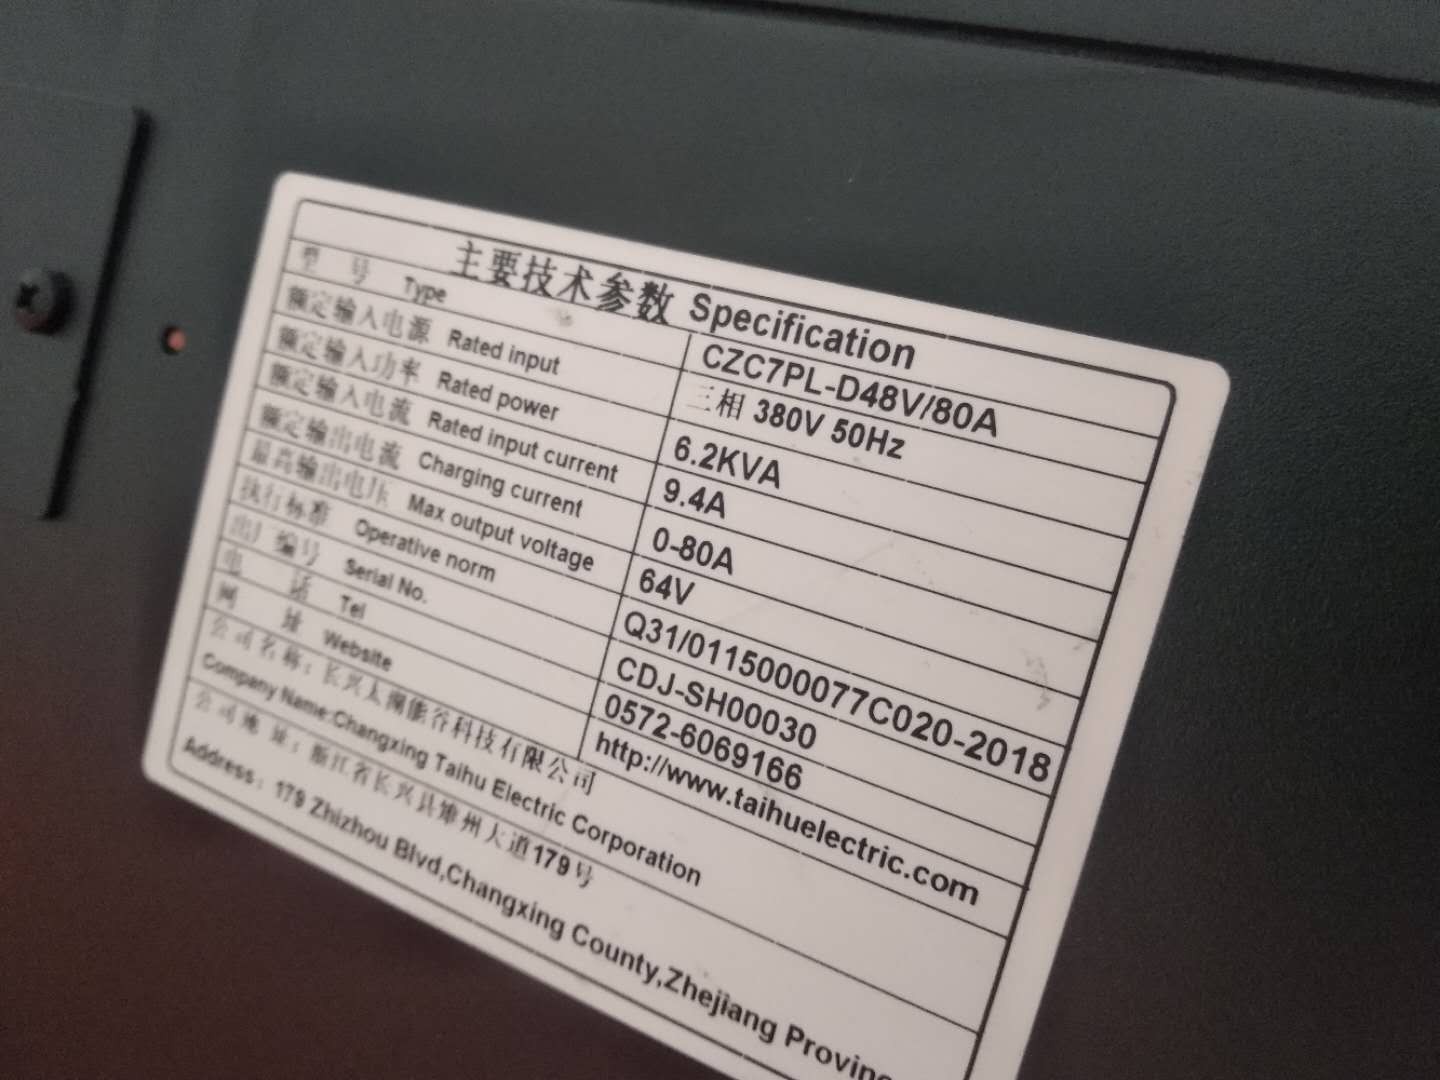 主要技术参数 Specification
型 号 Type CZC7PL-D48V/80A
额定输入电源 Rated input 三相 380V 50Hz
额定输入功率 Rated power 6.2KVA
额定输入电流 Rated input current 9.4A
额定输出电流 Charging current 0-80A
最高输出电压 Max output voltage 64V
执行标准 Operative norm Q31/0115000077C020-2018
出厂编号 Serial No. CDJ-SH00030
电 话 Tel 0572-6069166
网 址 Website http://www.taihuelectric.com
公司名称：长兴太湖能谷科技有限公司
Company Name:Changxing Taihu Electric Corporation
公司地址：浙江省长兴县雉州大道179号
Address：179 Zhizhou Blvd,Changxing County,Zhejiang Provinc